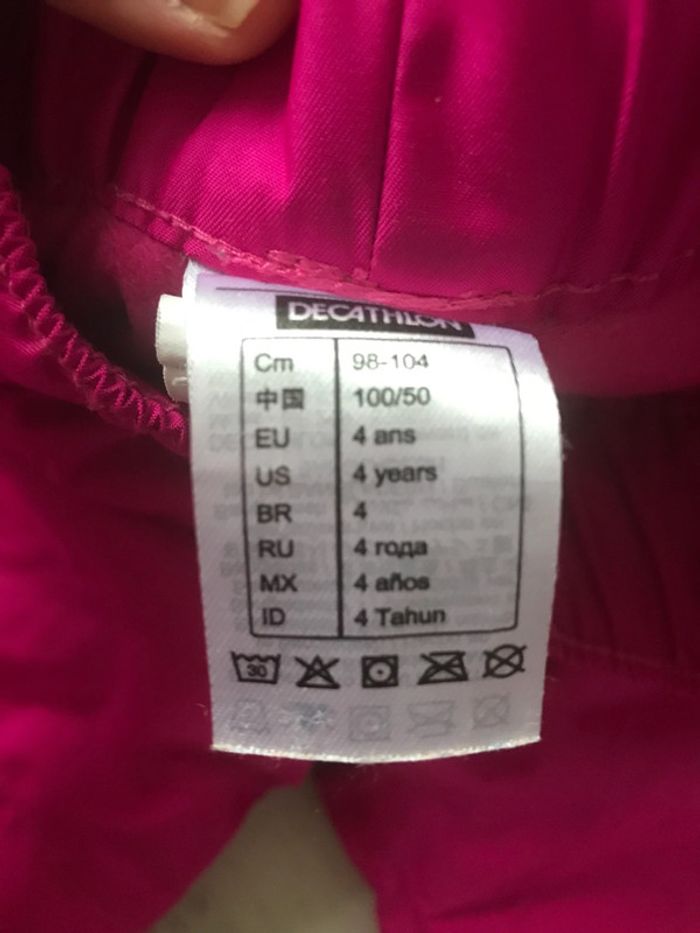 DECATHLON
Cm 98-104
中国 100/50
EU 4 ans
US 4 years
BR 4
RU 4 года
MX 4 años
ID 4 Tahun
30